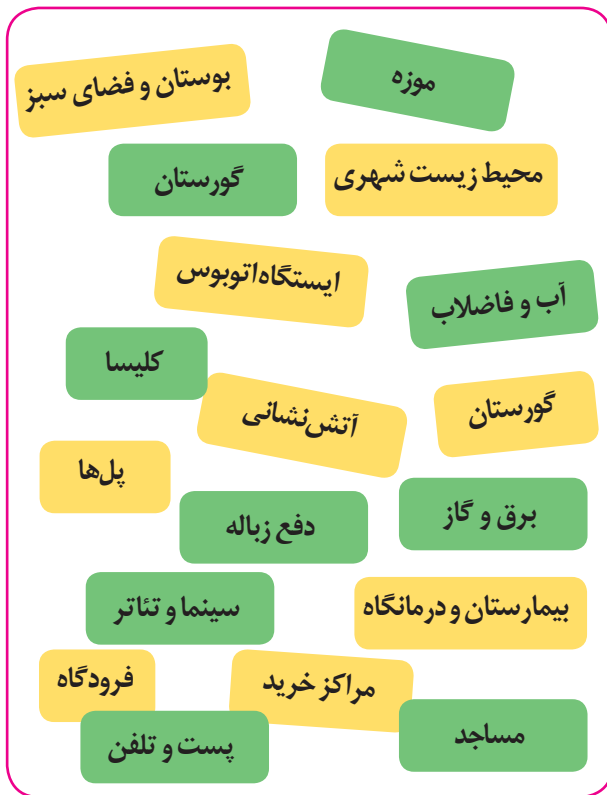 موزه
بوستان و فضای سبز
محیط زیست شهری
گورستان
ایستگاه اتوبوس
آب و فاضلاب
کلیسا
گورستان
آتش‌نشانی
پل‌ها
برق و گاز
دفع زباله
بیمارستان و درمانگاه
سینما و تئاتر
مراکز خرید
فرودگاه
مساجد
پست و تلفن